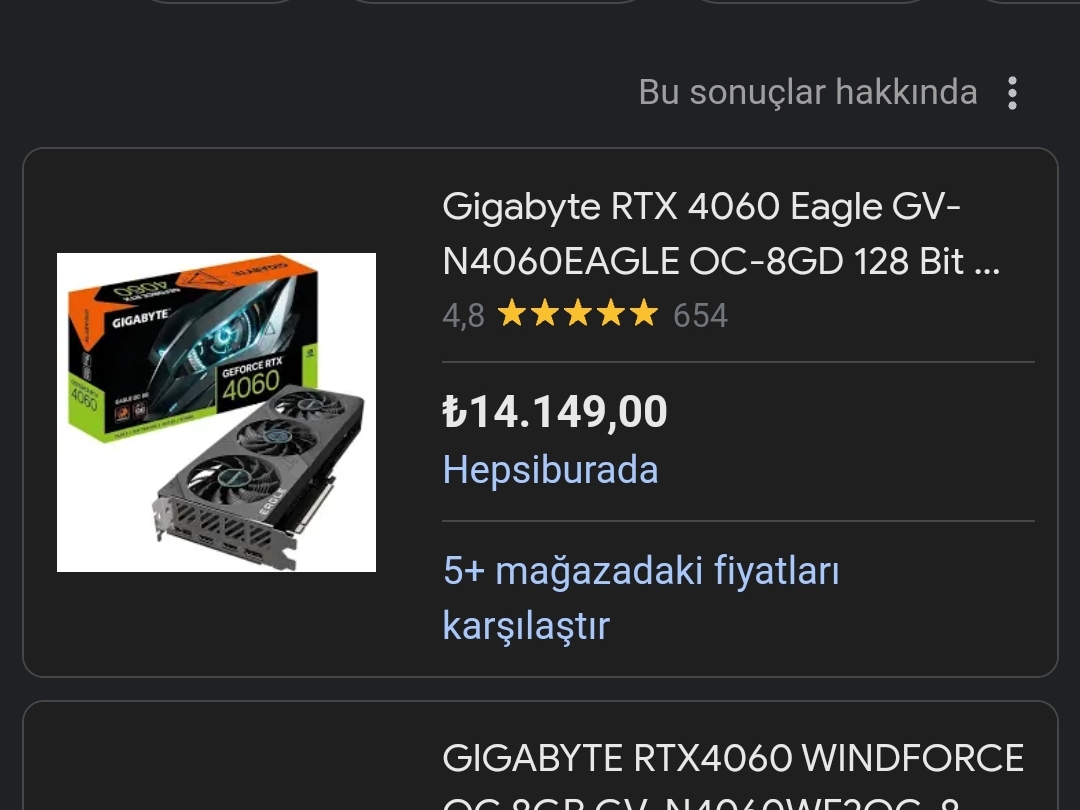 Bu sonuçlar hakkında
Gigabyte RTX 4060 Eagle GV-
N4060EAGLE OC-8GD 128 Bit ...
4,8 654
₺14.149,00
Hepsiburada
5+ mağazadaki fiyatları
karşılaştır
GIGABYTE
GEFORCE RTX
4060
4060
EAGLE
GIGABYTE RTX4060 WINDFORCE